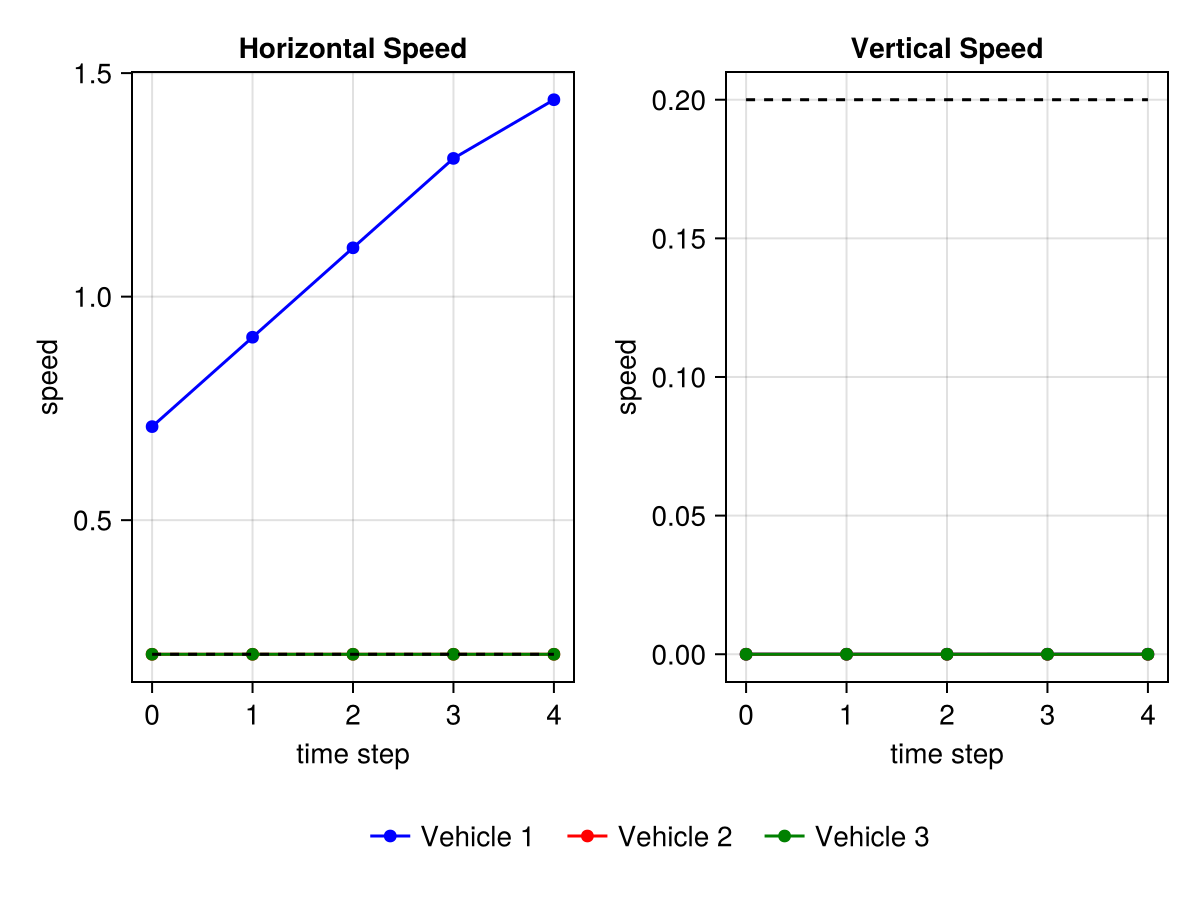 Horizontal Speed
1.5
1.0
0.5
speed
0 1 2 3 4
time step
Vertical Speed
0.20
0.15
0.10
0.05
0.00
speed
0 1 2 3 4
time step
Vehicle 1 Vehicle 2 Vehicle 3